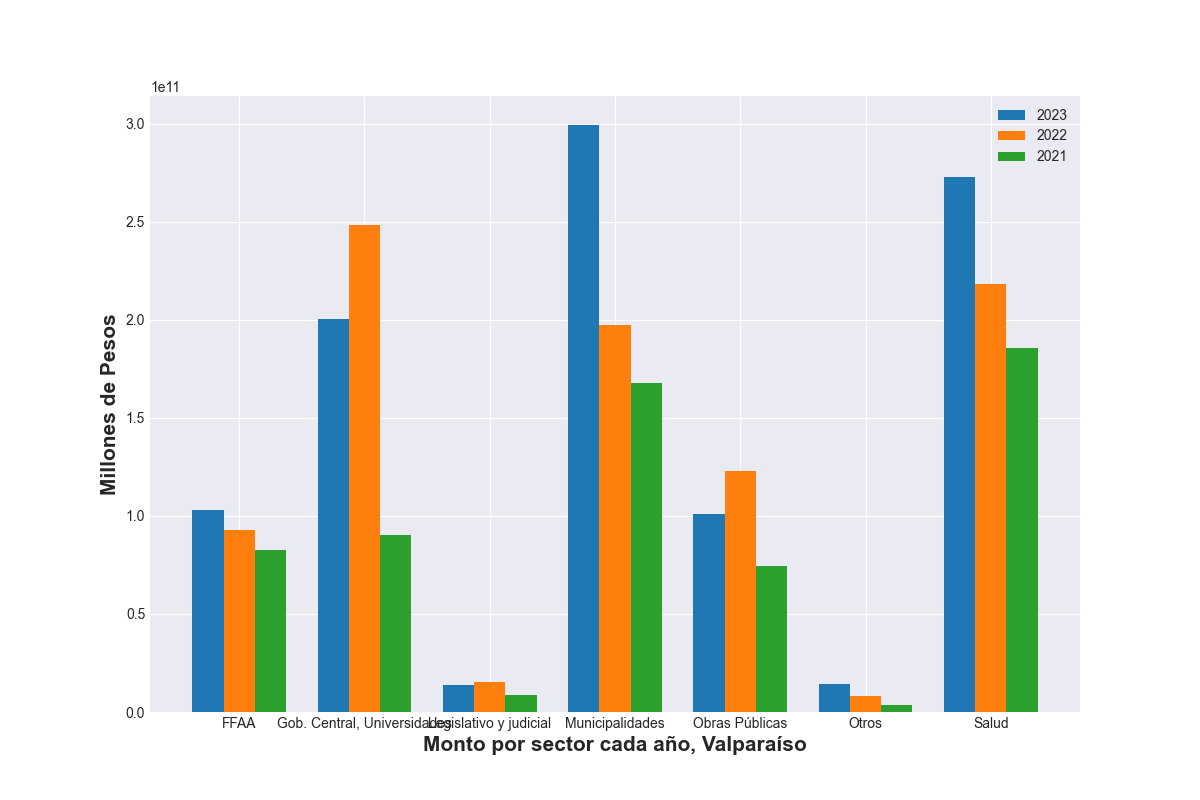 1e11
3.0
2.5
2.0
1.5
1.0
0.5
0.0
Millones de Pesos
2023
2022
2021
FFAA
Gob. Central, Universidades
Legislativo y judicial
Municipalidades
Obras Públicas
Otros
Salud
Monto por sector cada año, Valparaíso